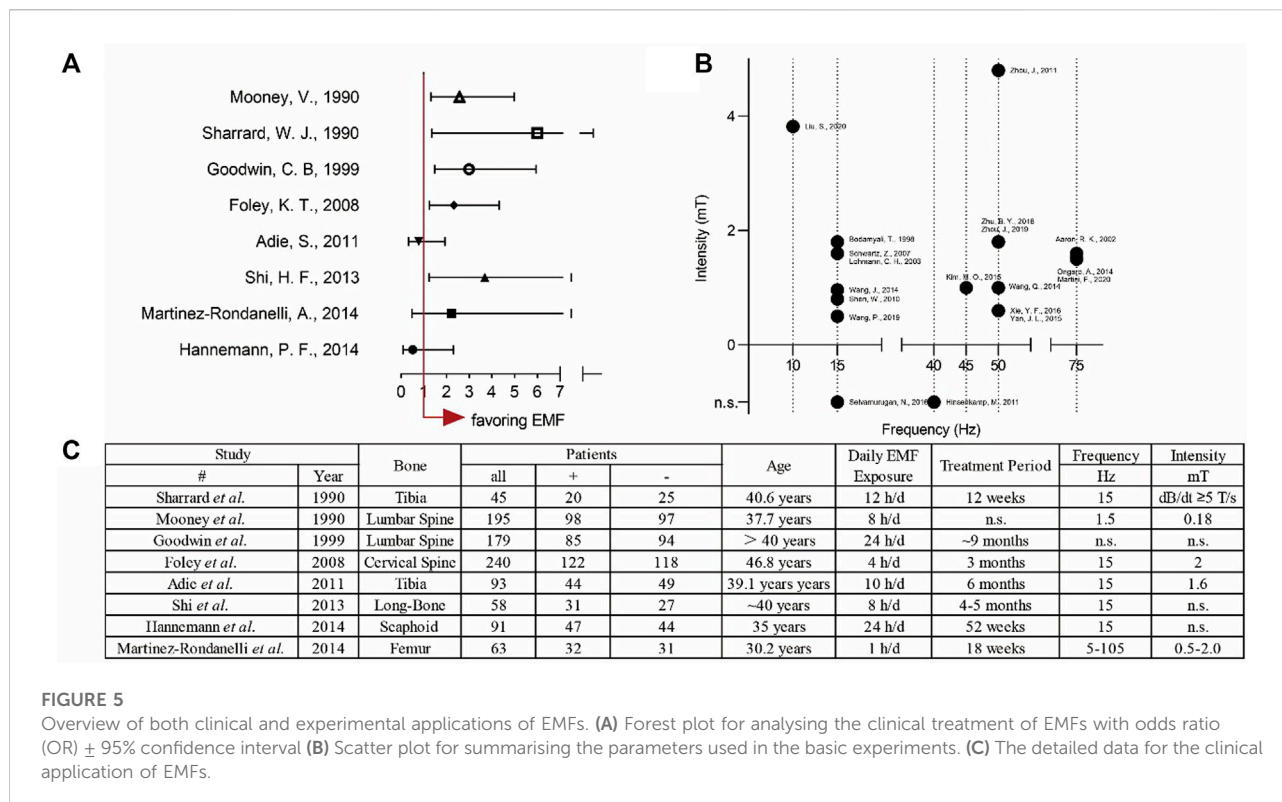 A
Mooney, V., 1990
Sharrard, W. J., 1990
Goodwin, C. B, 1999
Foley, K. T., 2008
Adie, S., 2011
Shi, H. F., 2013
Martinez-Rondanelli, A., 2014
Hannemann, P. F., 2014
0 1 2 3 4 5 6 7
favoring EMF
B
Intensity (mT)
4
2
0
n.s.
Zhou, J., 2011
Liu, S., 2020
Zhu, B. Y., 2018
Zhou, J., 2019
Bodamyali, T., 1998
Schwartz, Z., 2007
Lohmann, C. H., 2003
Aaron, R. K., 2002
Ongaro, A., 2014
Martini, F., 2020
Kim, M. O., 2015
Wang, J., 2014
Shen, W., 2010
Wang, Q., 2014
Wang, P., 2019
Xie, Y. F., 2016
Yan, J. L., 2015
10 15 40 45 50 75
Selvamurugan, N., 2016
Hinsenkamp, M., 2011
Frequency (Hz)
C
Study Bone Patients Age Daily EMF Exposure Treatment Period Frequency Intensity
# Year all + - Hz mT
Sharrard et al. 1990 Tibia 45 20 25 40.6 years 12 h/d 12 weeks 15 dB/dt ≥5 T/s
Mooney et al. 1990 Lumbar Spine 195 98 97 37.7 years 8 h/d n.s. 1.5 0.18
Goodwin et al. 1999 Lumbar Spine 179 85 94 > 40 years 24 h/d ~9 months n.s. n.s.
Foley et al. 2008 Cervical Spine 240 122 118 46.8 years 4 h/d 3 months 15 2
Adie et al. 2011 Tibia 93 44 49 39.1 years years 10 h/d 6 months 15 1.6
Shi et al. 2013 Long-Bone 58 31 27 ~40 years 8 h/d 4-5 months 15 n.s.
Hannemann et al. 2014 Scaphoid 91 47 44 35 years 24 h/d 52 weeks 15 n.s.
Martinez-Rondanelli et al. 2014 Femur 63 32 31 30.2 years 1 h/d 18 weeks 5-105 0.5-2.0
FIGURE 5
Overview of both clinical and experimental applications of EMFs. (A) Forest plot for analysing the clinical treatment of EMFs with odds ratio
(OR) ± 95% confidence interval (B) Scatter plot for summarising the parameters used in the basic experiments. (C) The detailed data for the clinical
application of EMFs.